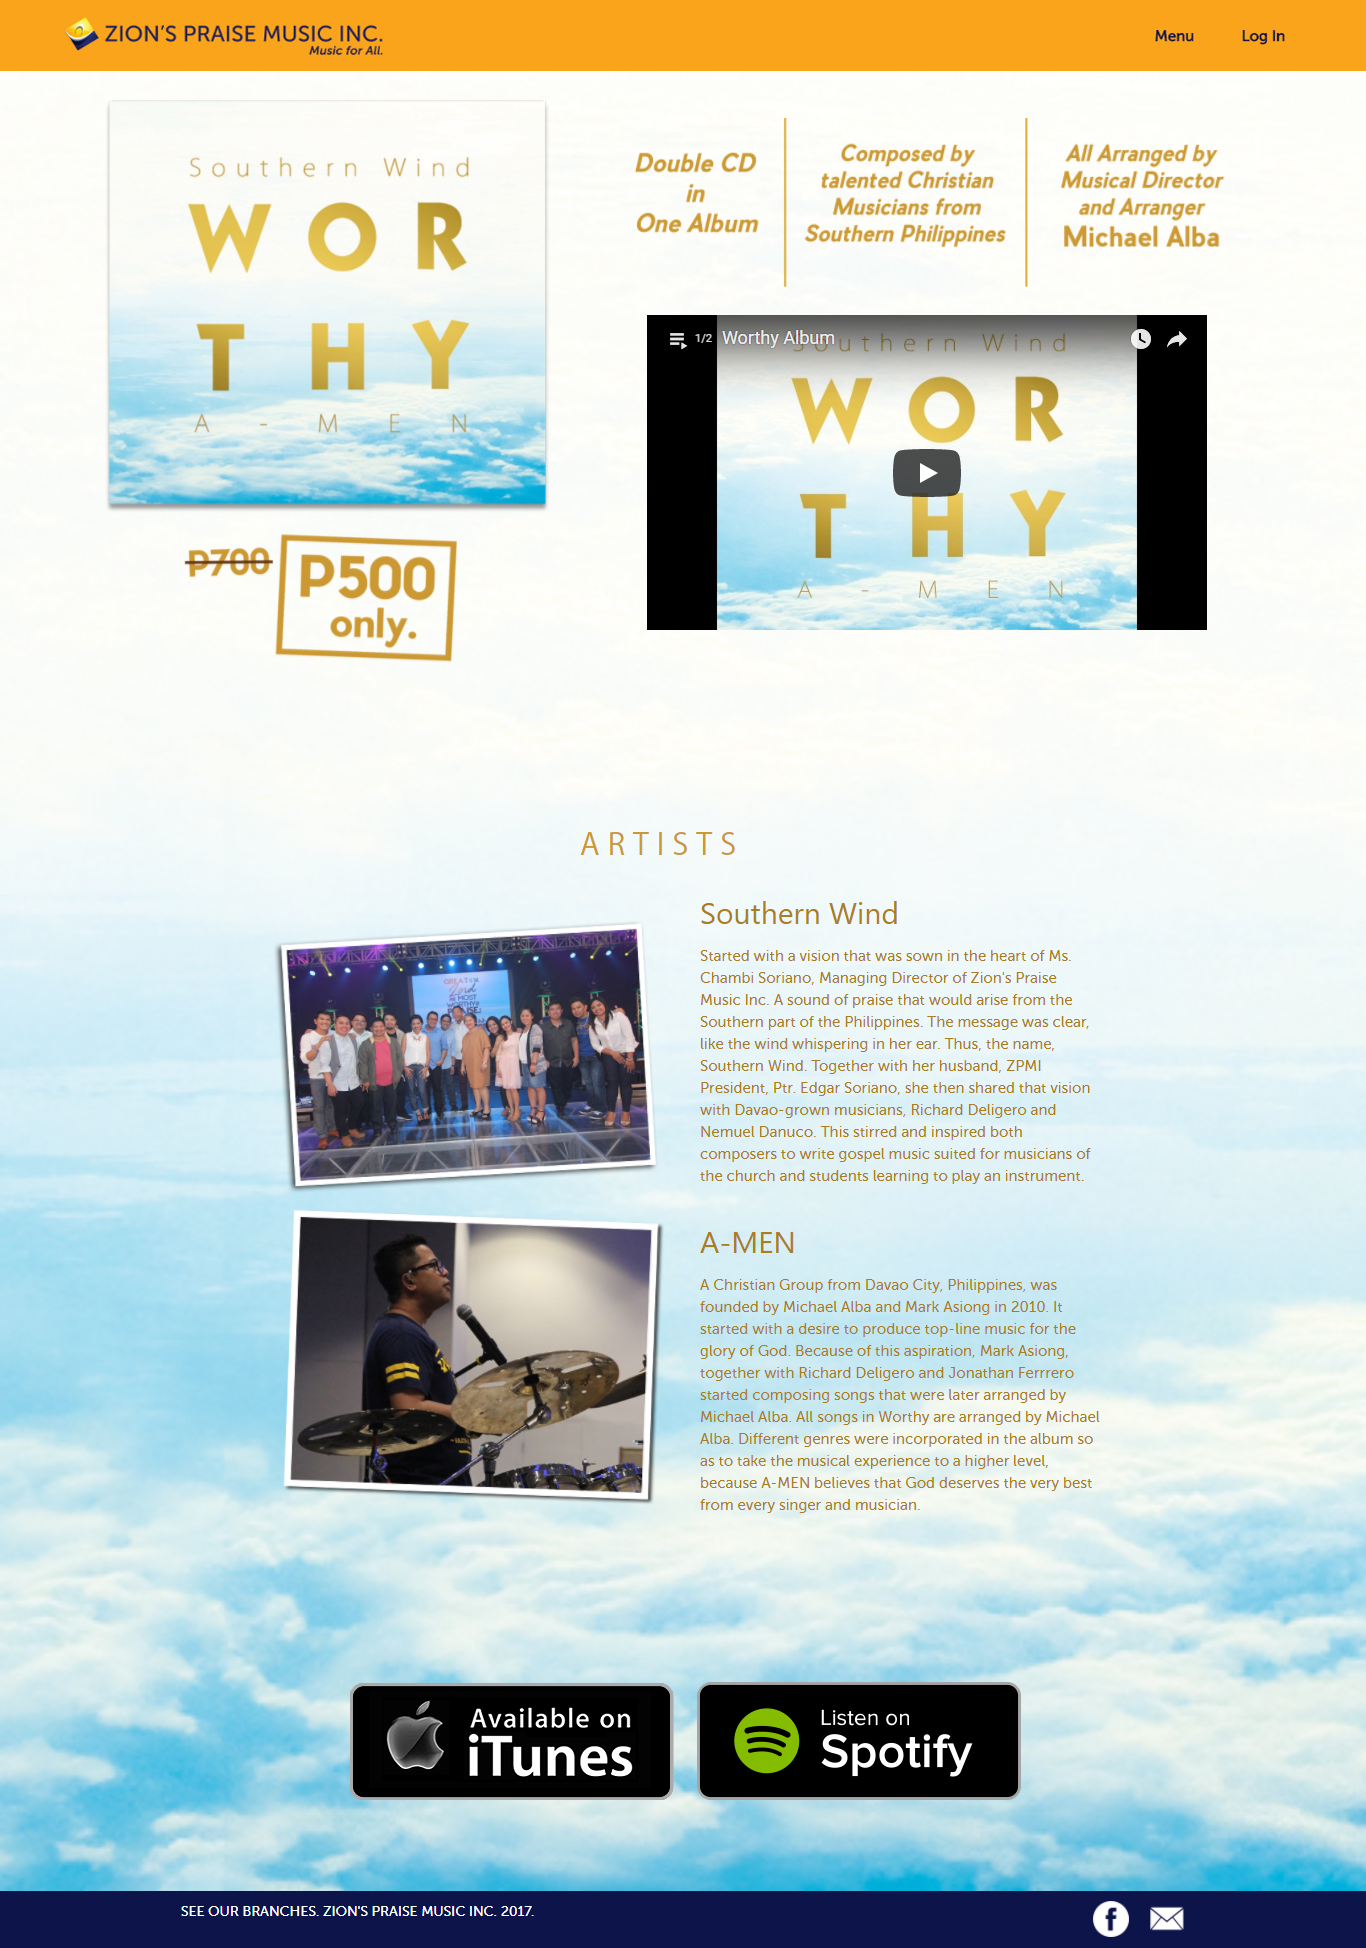 ZION'S PRAISE MUSIC INC.
Music for All.
Menu
Log In
Southern Wind
WOR
THY
A-MEN
P700
P500
only.
Double CD
in
One Album
Composed by
talented Christian
Musicians from
Southern Philippines
All Arranged by
Musical Director
and Arranger
Michael Alba
1/2
Worthy Album
Southern Wind
WOR
THY
A-MEN
ARTISTS
GREAT IS THE
Lord
& MOST
WORTHY
PRAISE
Southern Wind
Started with a vision that was sown in the heart of Ms.
Chambi Soriano, Managing Director of Zion's Praise
Music Inc. A sound of praise that would arise from the
Southern part of the Philippines. The message was clear,
like the wind whispering in her ear. Thus, the name,
Southern Wind. Together with her husband, ZPMI
President, Ptr. Edgar Soriano, she then shared that vision
with Davao-grown musicians, Richard Deligero and
Nemuel Danuco. This stirred and inspired both
composers to write gospel music suited for musicians of
the church and students learning to play an instrument.
A-MEN
A Christian Group from Davao City, Philippines, was
founded by Michael Alba and Mark Asiong in 2010. It
started with a desire to produce top-line music for the
glory of God. Because of this aspiration, Mark Asiong,
together with Richard Deligero and Jonathan Ferrrero
started composing songs that were later arranged by
Michael Alba. All songs in Worthy are arranged by Michael
Alba. Different genres were incorporated in the album so
as to take the musical experience to a higher level,
because A-MEN believes that God deserves the very best
from every singer and musician.
Available on
iTunes
Listen on
Spotify
SEE OUR BRANCHES. ZION'S PRAISE MUSIC INC. 2017.